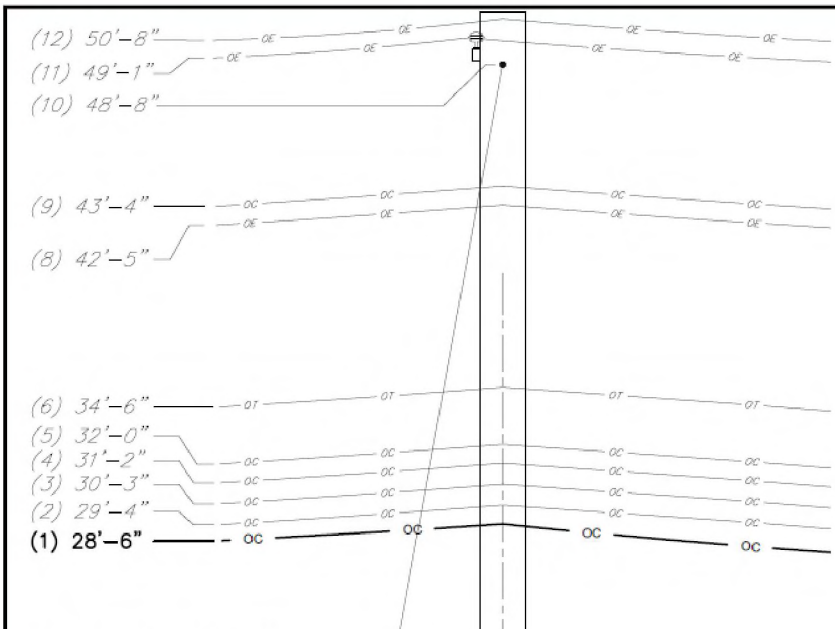 (12) 50'-8"
OE OE OE OE
(11) 49'-1"
OE OE OE
(10) 48'-8"
(9) 43'-4"
OC OC OC OC
(8) 42'-5"
OE OE OE OE
(6) 34'-6"
OT OT OT OT
(5) 32'-0"
OC OC OC OC
(4) 31'-2"
OC OC OC OC
(3) 30'-3"
OC OC OC OC
(2) 29'-4"
OC OC OC OC
(1) 28'-6"
OC OC OC OC